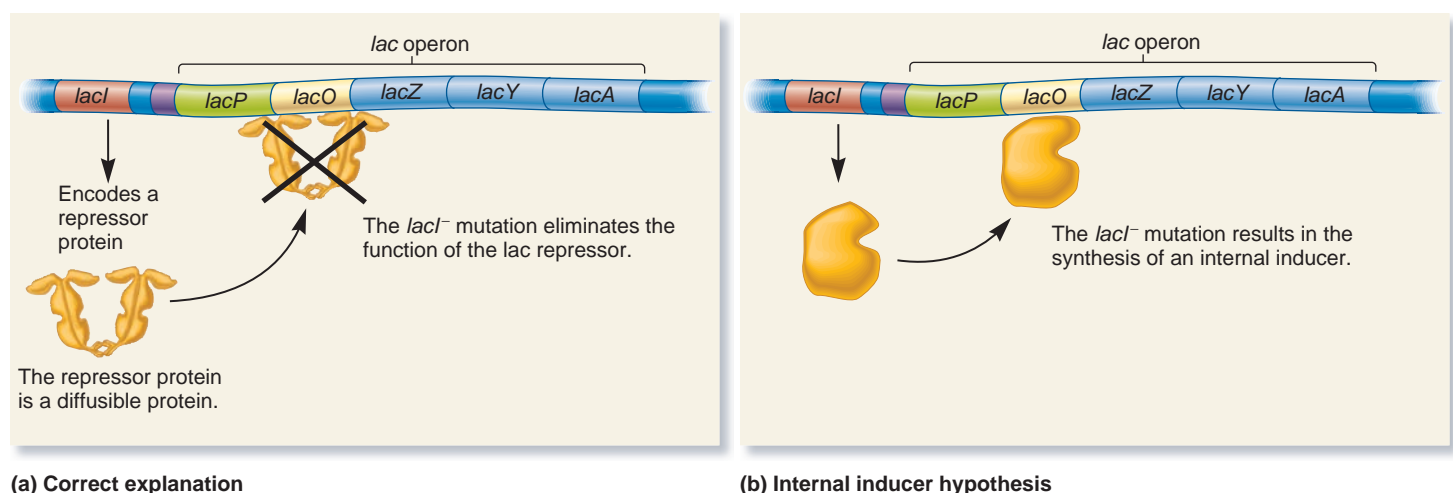 lac operon
lacI
lacP
lacO
lacZ
lacY
lacA
Encodes a
repressor
protein
The lacI– mutation eliminates the
function of the lac repressor.
The repressor protein
is a diffusible protein.
(a) Correct explanation
lac operon
lacI
lacP
lacO
lacZ
lacY
lacA
The lacI– mutation results in the
synthesis of an internal inducer.
(b) Internal inducer hypothesis